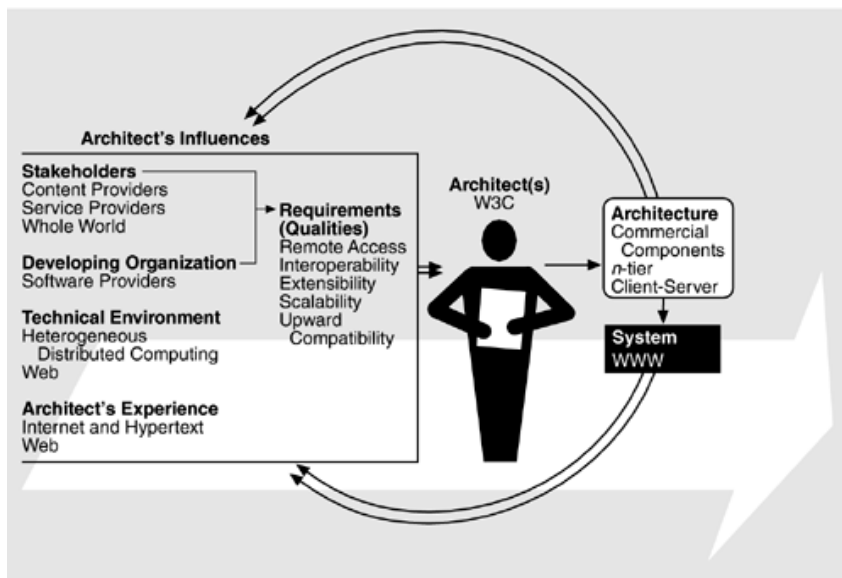 Architect's Influences
Stakeholders
Content Providers
Service Providers
Whole World
Developing Organization
Software Providers
Technical Environment
Heterogeneous
Distributed Computing
Web
Architect's Experience
Internet and Hypertext
Web
Requirements
(Qualities)
Remote Access
Interoperability
Extensibility
Scalability
Upward
Compatibility
Architect(s)
W3C
Architecture
Commercial
Components
n-tier
Client-Server
System
WWW